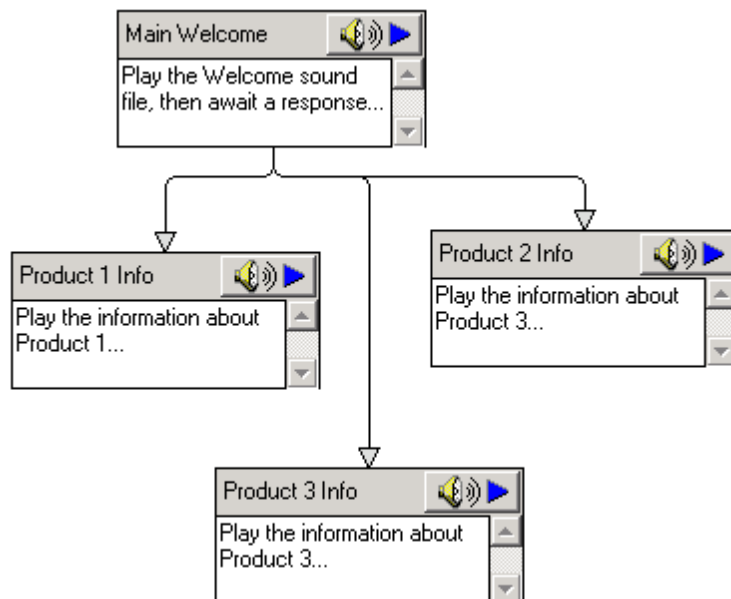 Main Welcome
Play the Welcome sound
file, then await a response...
Product 1 Info
Play the information about
Product 1...
Product 2 Info
Play the information about
Product 3...
Product 3 Info
Play the information about
Product 3...